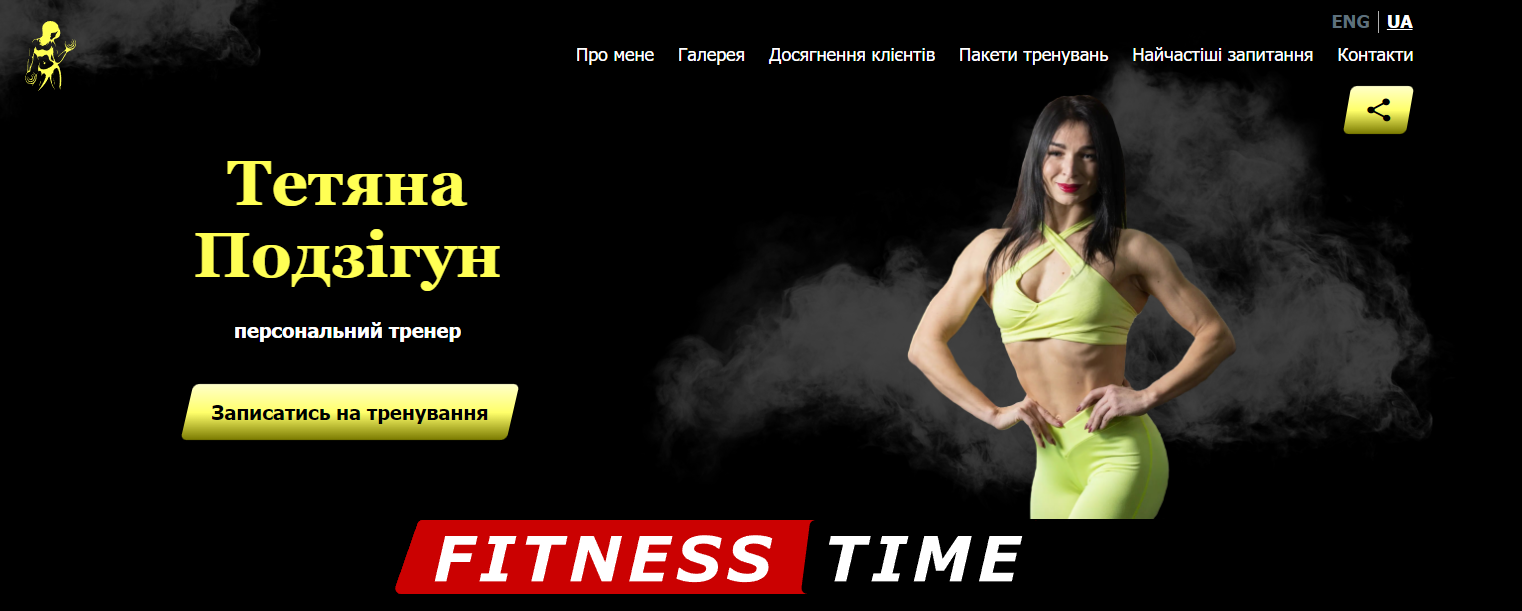 ENG | UA
Про мене Галерея Досягнення клієнтів Пакети тренувань Найчастіші запитання Контакти
Тетяна
Подзігун
персональний тренер
Записатись на тренування
FITNESS TIME